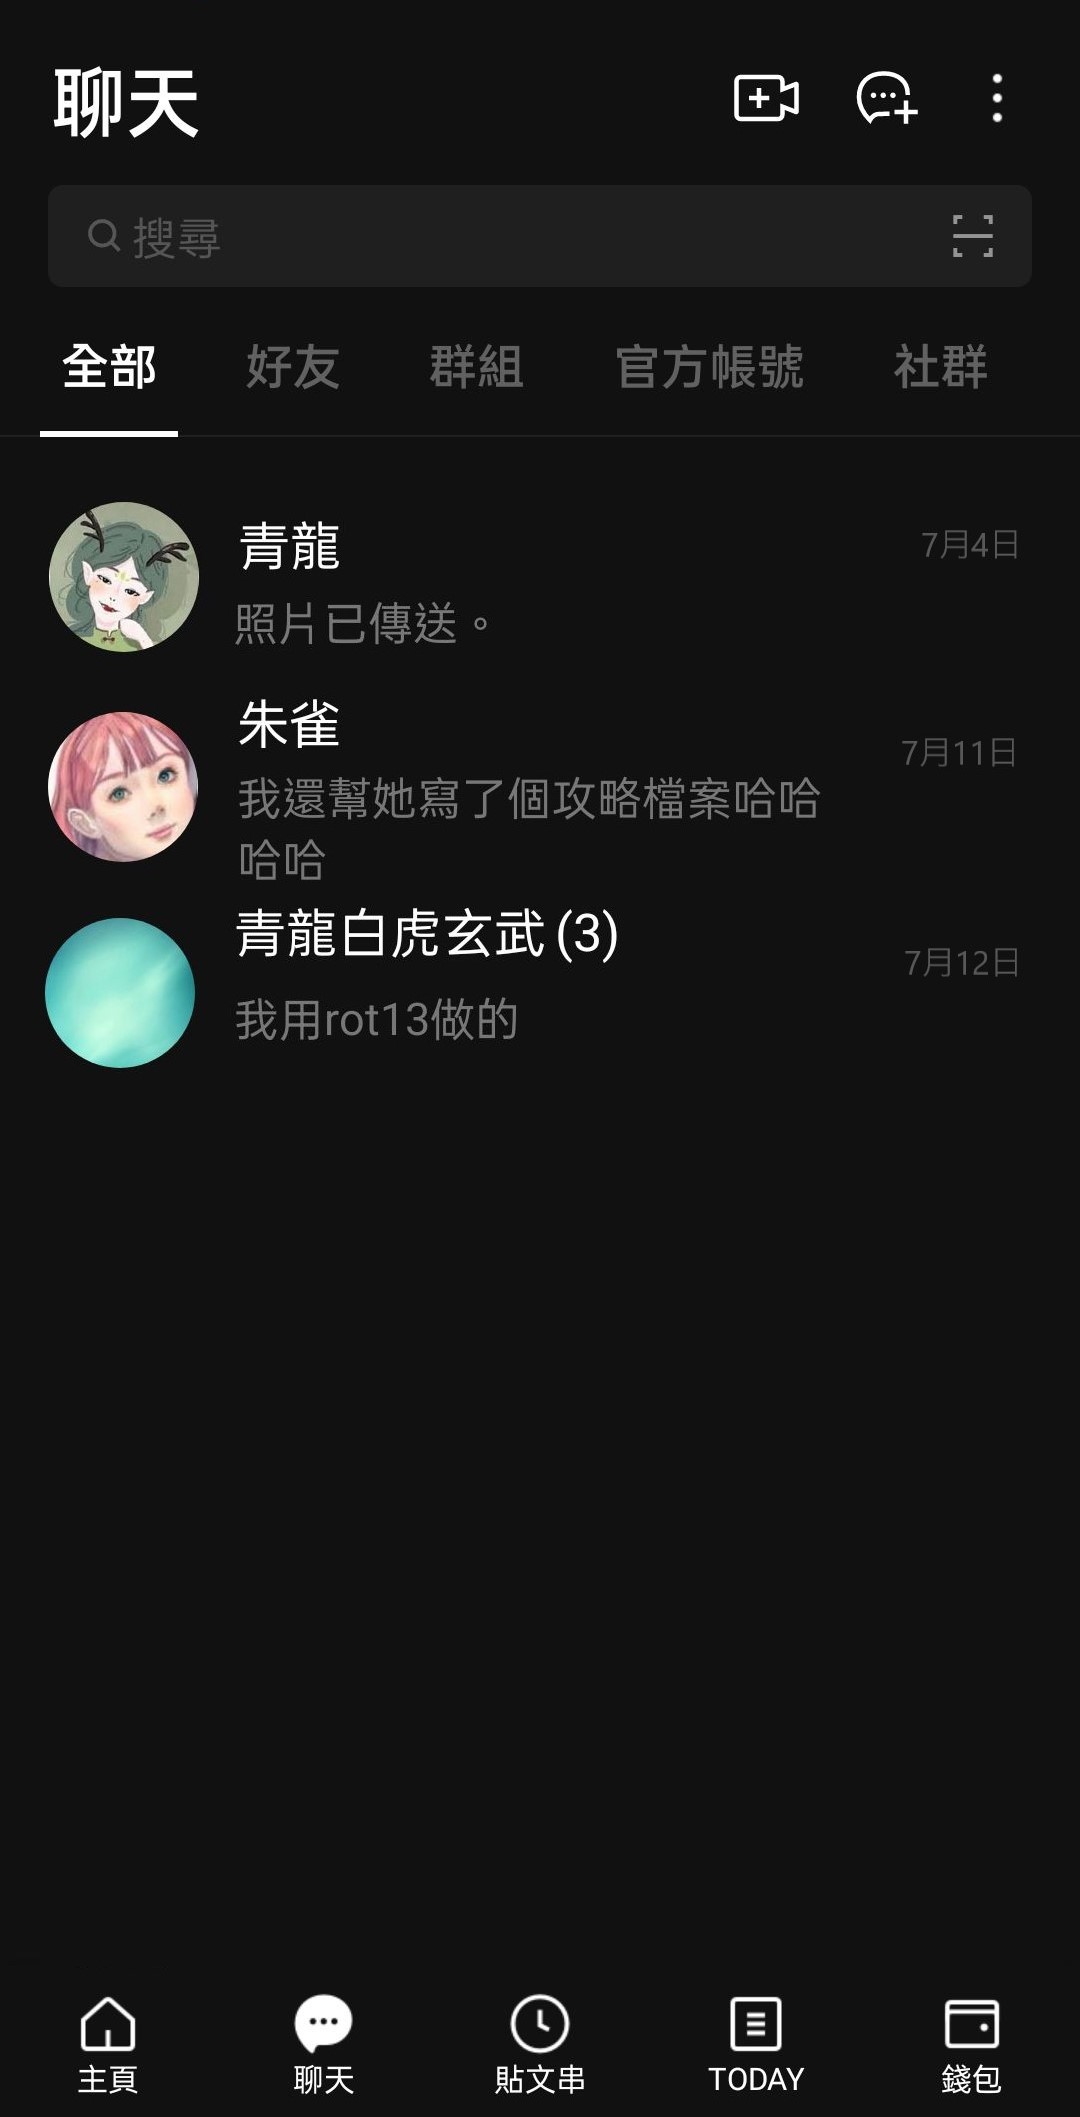 聊天
搜尋
全部 好友 群組 官方帳號 社群
青龍 7月4日
照片已傳送。
朱雀 7月11日
我還幫她寫了個攻略檔案哈哈
哈哈
青龍白虎玄武 (3) 7月12日
我用rot13做的
主頁 聊天 貼文串 TODAY 錢包